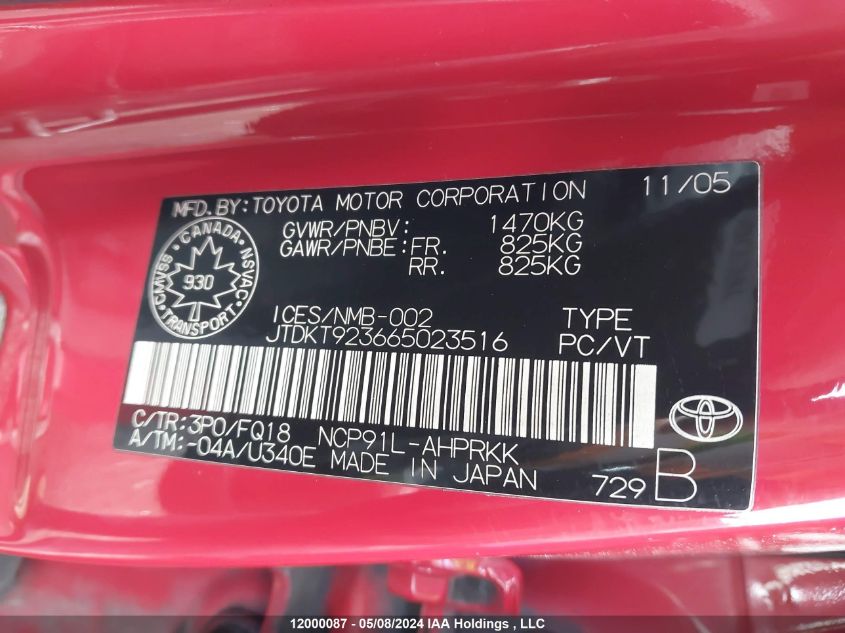 MFD.BY:TOYOTA MOTOR CORPORATION 11/05
GVWR/PNBV: 1470KG
GAWR/PNBE:FR. 825KG
RR. 825KG
CANADA
CMVSS 930 NSVAC
TRANSPORT
ICES/NMB-002 TYPE
JTDKT923665023516 PC/VT
C/TR:3P0/FQ18 NCP91L-AHPRKK
A/TM:-04A/U340E MADE IN JAPAN
729 B
12000087 - 05/08/2024 IAA Holdings , LLC